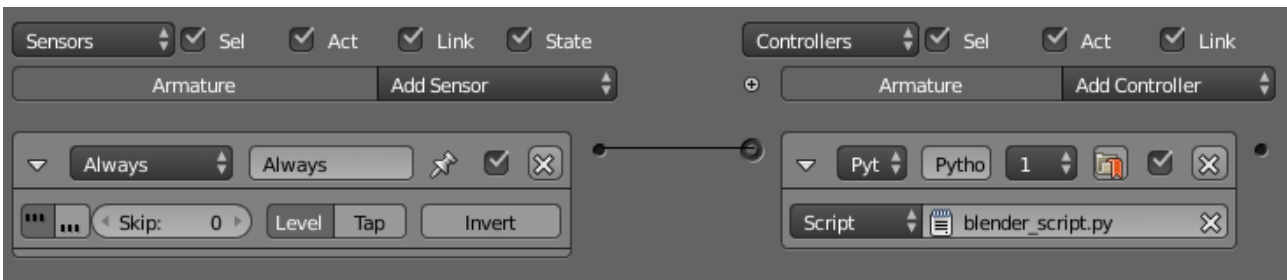 Sensors Sel Act Link State Controllers Sel Act Link
Armature Add Sensor Armature Add Controller
Always Always Pyt Pytho 1
Skip: 0 Level Tap Invert Script blender_script.py